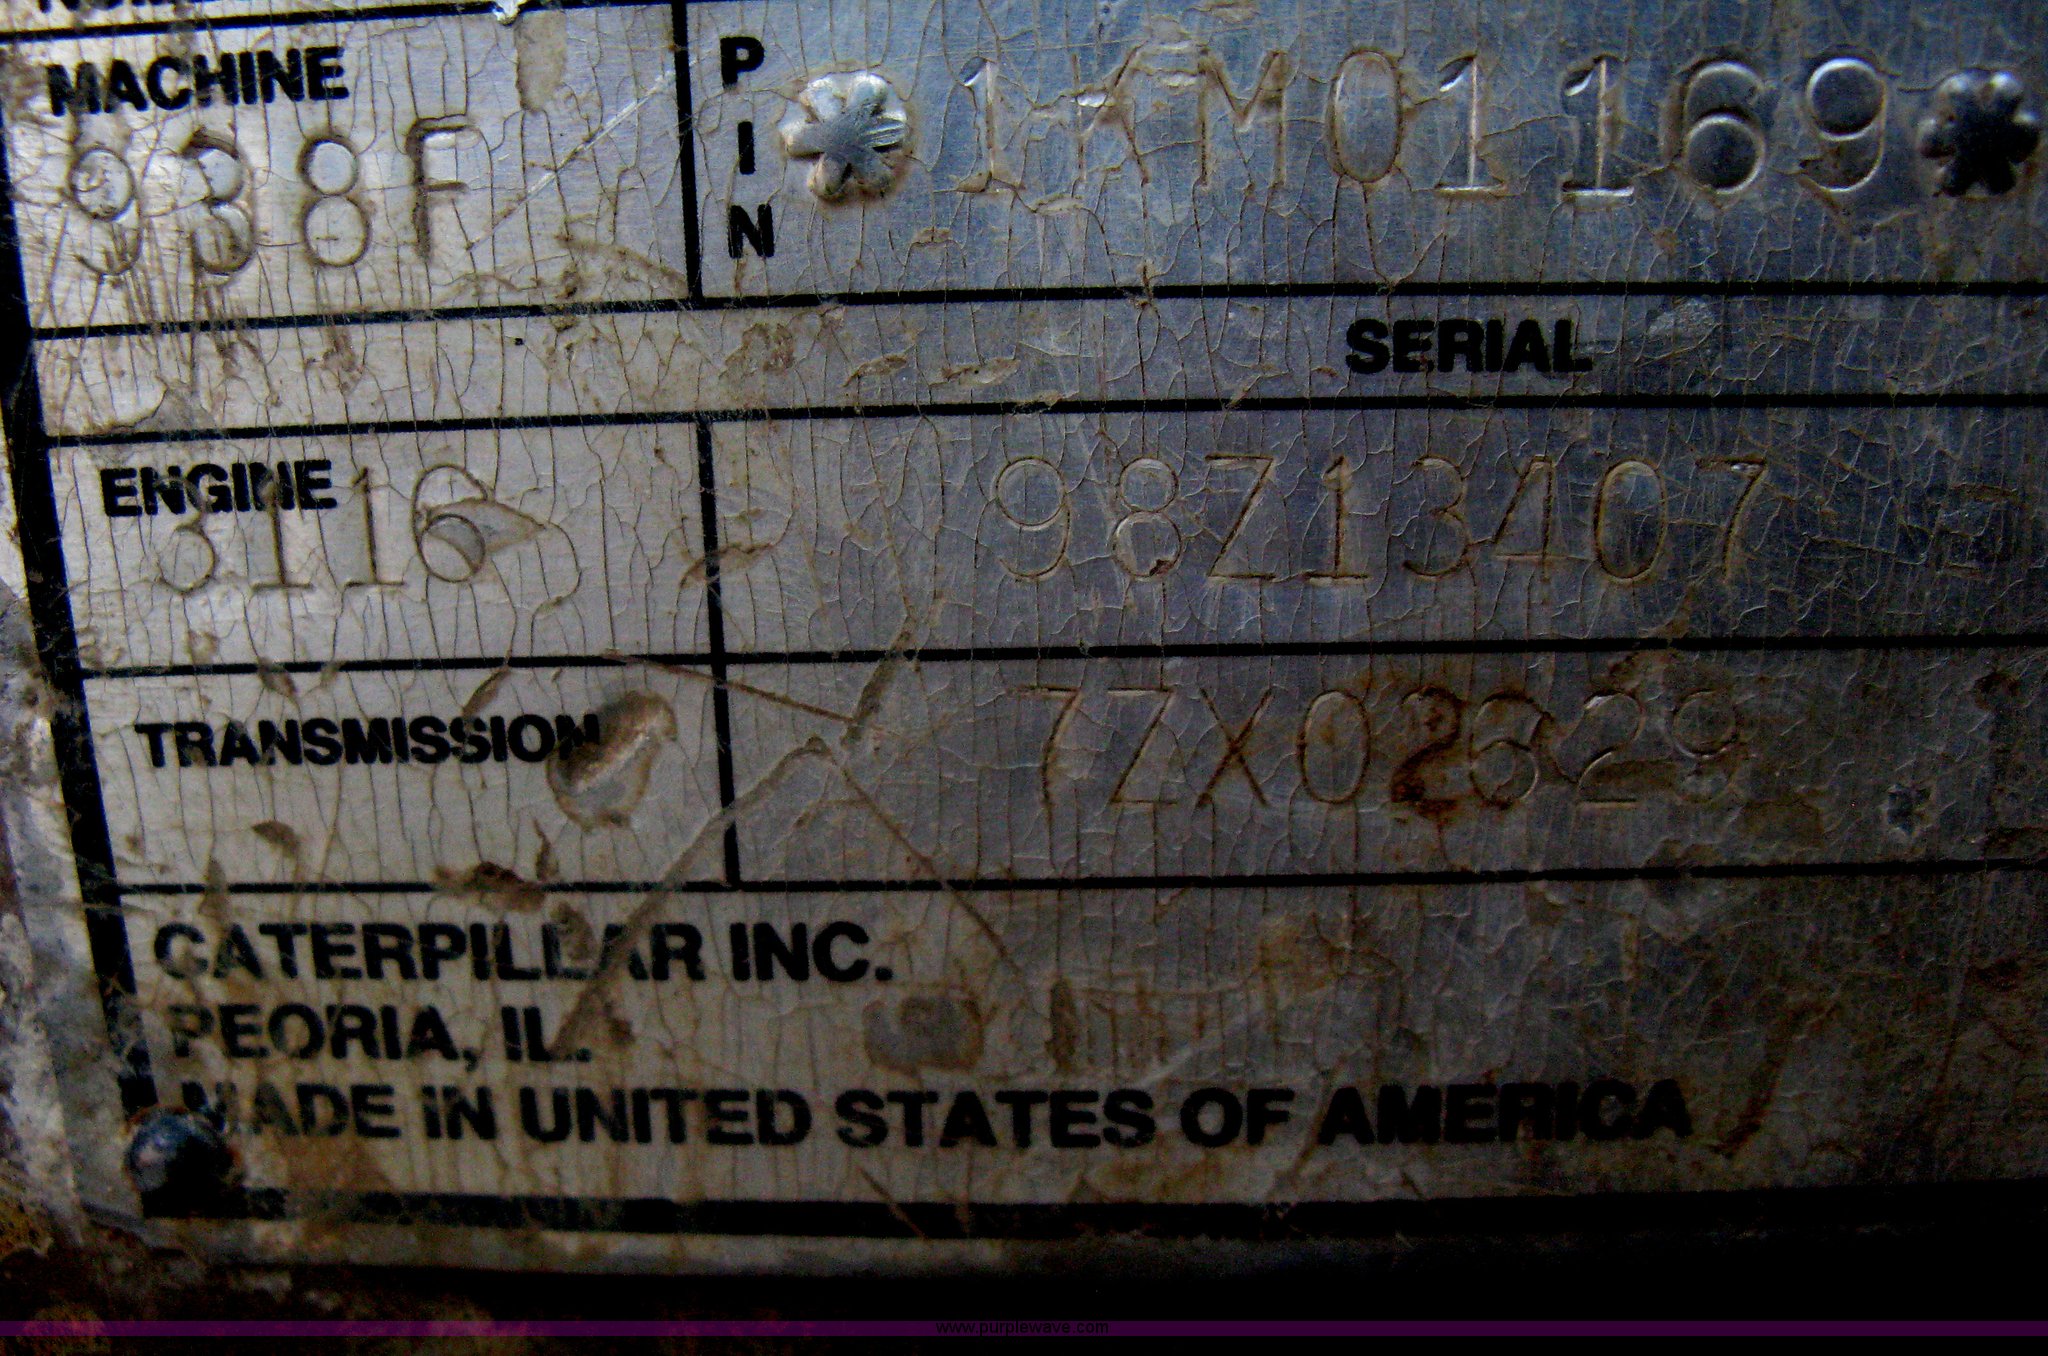 MACHINE
938F
PIN
*1KM01169*
SERIAL
ENGINE
3116
98Z13407
TRANSMISSION
7ZX02629
CATERPILLAR INC.
PEORIA, IL.
MADE IN UNITED STATES OF AMERICA
www.purplewave.com